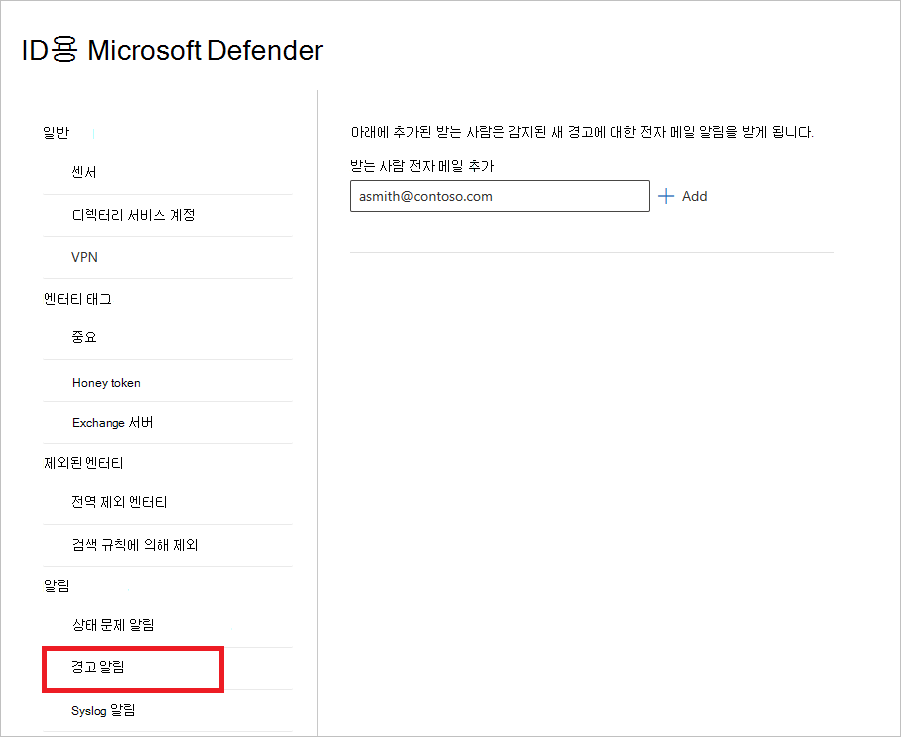 ID용 Microsoft Defender
일반
센서
디렉터리 서비스 계정
VPN
엔터티 태그
중요
Honey token
Exchange 서버
제외된 엔터티
전역 제외 엔터티
검색 규칙에 의해 제외
알림
상태 문제 알림
경고 알림
Syslog 알림
아래에 추가된 받는 사람은 감지된 새 경고에 대한 전자 메일 알림을 받게 됩니다.
받는 사람 전자 메일 추가
asmith@contoso.com
Add